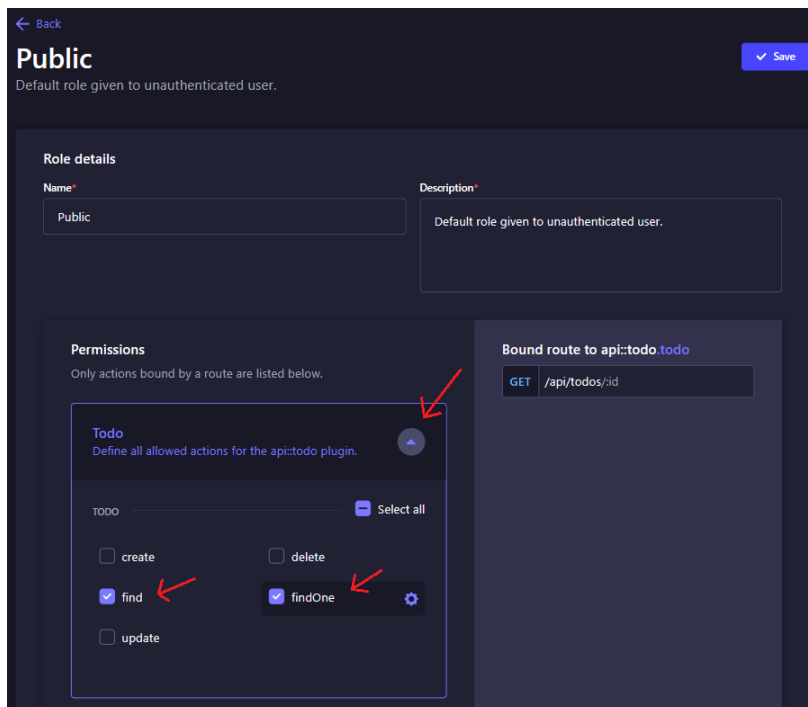 Back
Public
Save
Default role given to unauthenticated user.
Role details
Name*
Public
Description*
Default role given to unauthenticated user.
Permissions
Only actions bound by a route are listed below.
Todo
Define all allowed actions for the api::todo plugin.
TODO
Select all
create
delete
find
findOne
update
Bound route to api::todo.todo
GET /api/todos/:id